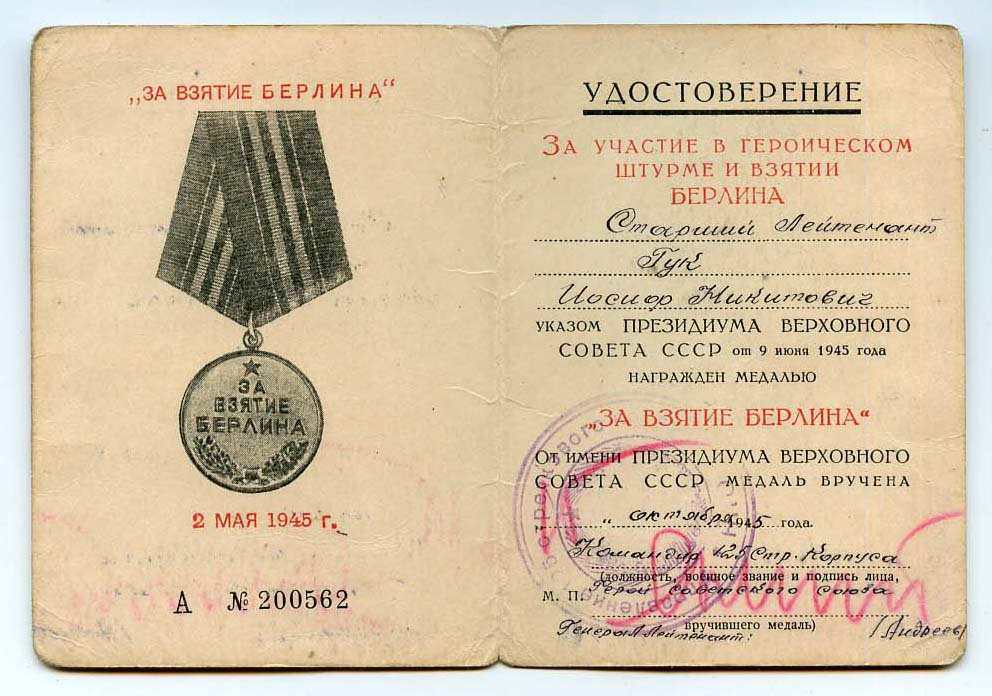 „ЗА ВЗЯТИЕ БЕРЛИНА“
ЗА
ВЗЯТИЕ
БЕРЛИНА
2 МАЯ 1945 г.
А № 200562
УДОСТОВЕРЕНИЕ
ЗА УЧАСТИЕ В ГЕРОИЧЕСКОМ
ШТУРМЕ И ВЗЯТИИ
БЕРЛИНА
Старший Лейтенант
Гук
Иосиф Никитович
УКАЗОМ ПРЕЗИДИУМА ВЕРХОВНОГО
СОВЕТА СССР от 9 июня 1945 года
НАГРАЖДЕН МЕДАЛЬЮ
„ЗА ВЗЯТИЕ БЕРЛИНА“
От имени ПРЕЗИДИУМА ВЕРХОВНОГО
СОВЕТА СССР МЕДАЛЬ ВРУЧЕНА
„ октября 1945 года.
Командир 125 Стр. Корпуса
(должность, военное звание и подпись лица,
Герой Советского Союза
М. П.
вручившего медаль)
Генерал Лейтенант: /Андреев/
стрелкового